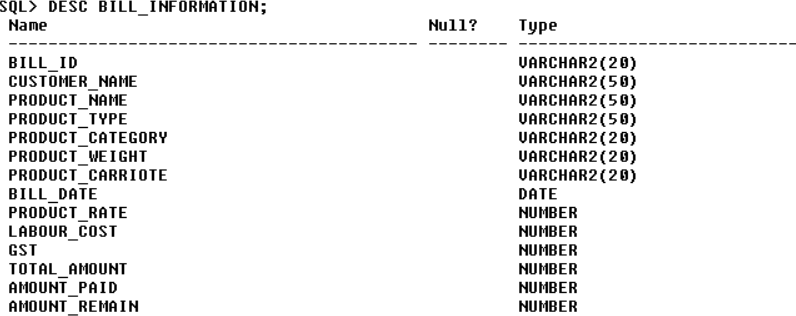 SQL> DESC BILL_INFORMATION;
Name Null? Type
----------------------------------------- -------- ----------------------------
BILL_ID VARCHAR2(20)
CUSTOMER_NAME VARCHAR2(50)
PRODUCT_NAME VARCHAR2(50)
PRODUCT_TYPE VARCHAR2(50)
PRODUCT_CATEGORY VARCHAR2(20)
PRODUCT_WEIGHT VARCHAR2(20)
PRODUCT_CARRIOTE VARCHAR2(20)
BILL_DATE DATE
PRODUCT_RATE NUMBER
LABOUR_COST NUMBER
GST NUMBER
TOTAL_AMOUNT NUMBER
AMOUNT_PAID NUMBER
AMOUNT_REMAIN NUMBER